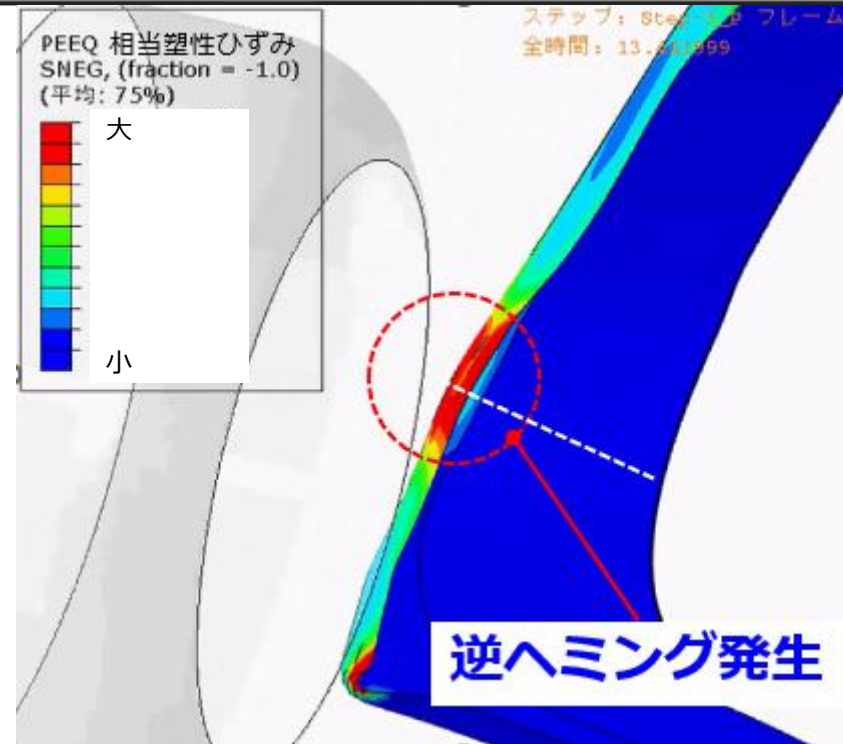 ステップ: Step フレーム
全時間: 13.
PEEQ 相当塑性ひずみ
SNEG, (fraction = -1.0)
(平均: 75%)
大
小
逆ヘミング発生